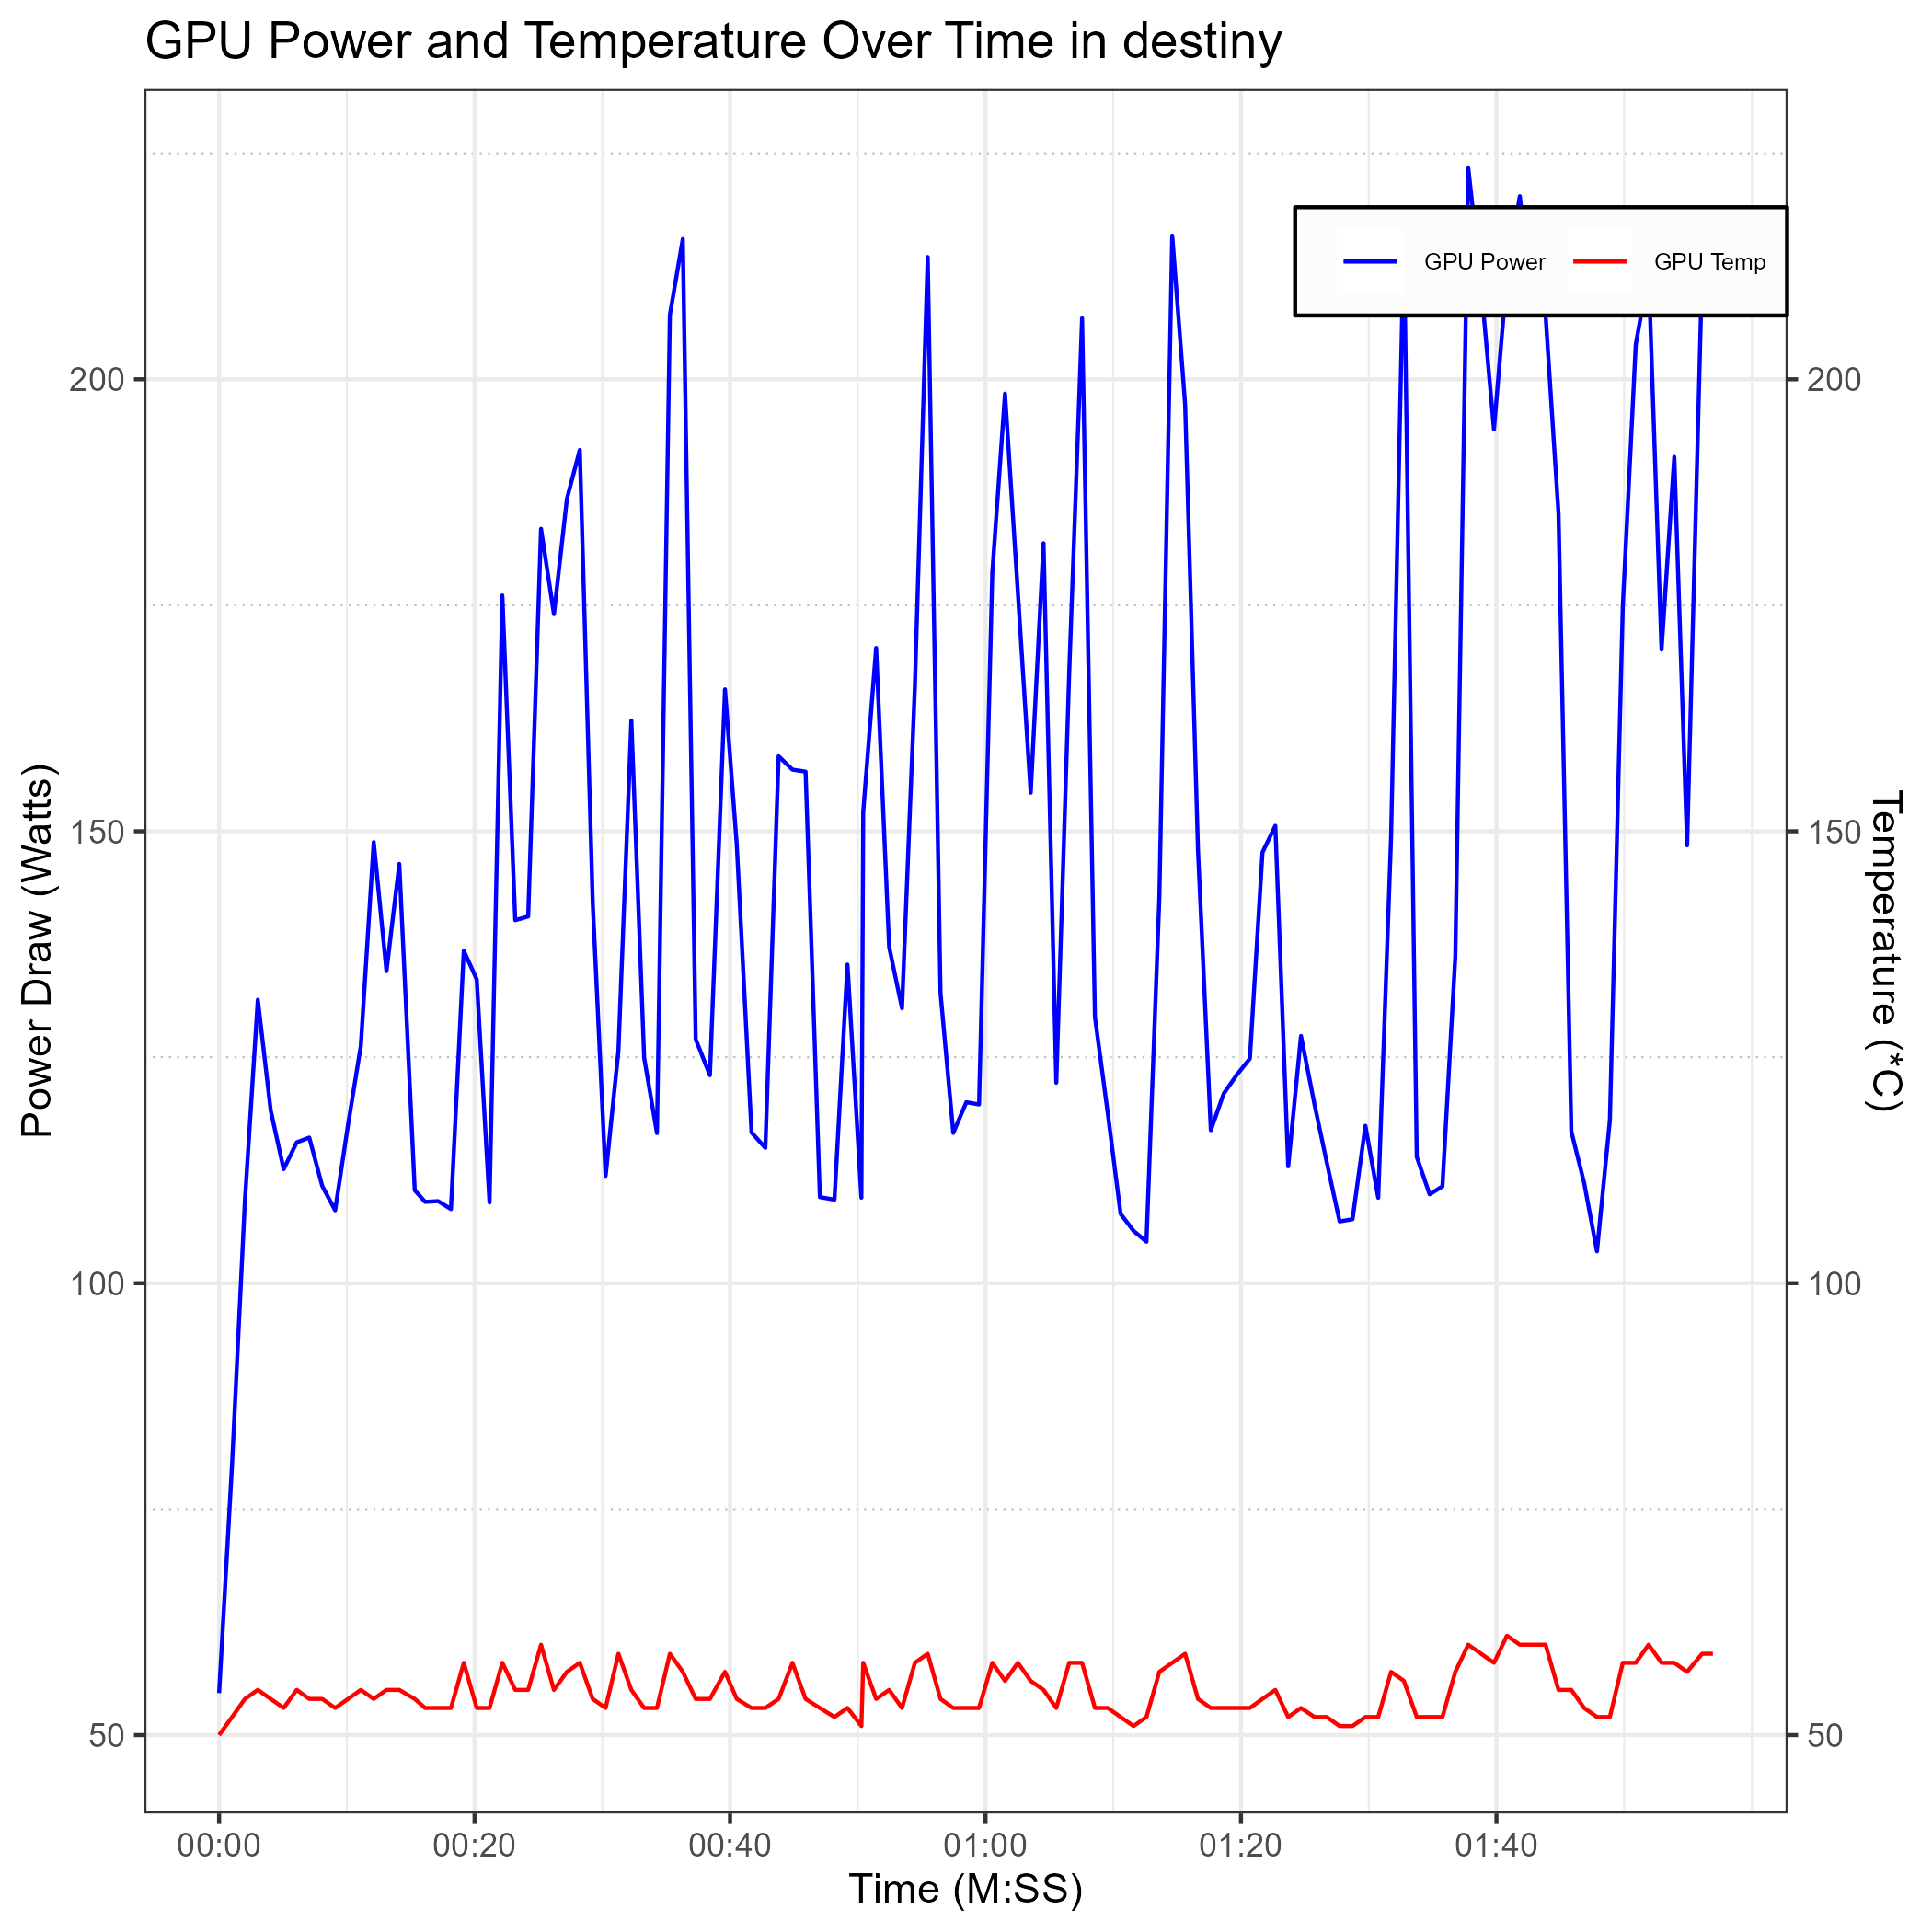 GPU Power and Temperature Over Time in destiny
GPU Power GPU Temp
200
150
100
50
Power Draw (Watts)
200
150
100
50
Temperature (*C)
00:00 00:20 00:40 01:00 01:20 01:40
Time (M:SS)